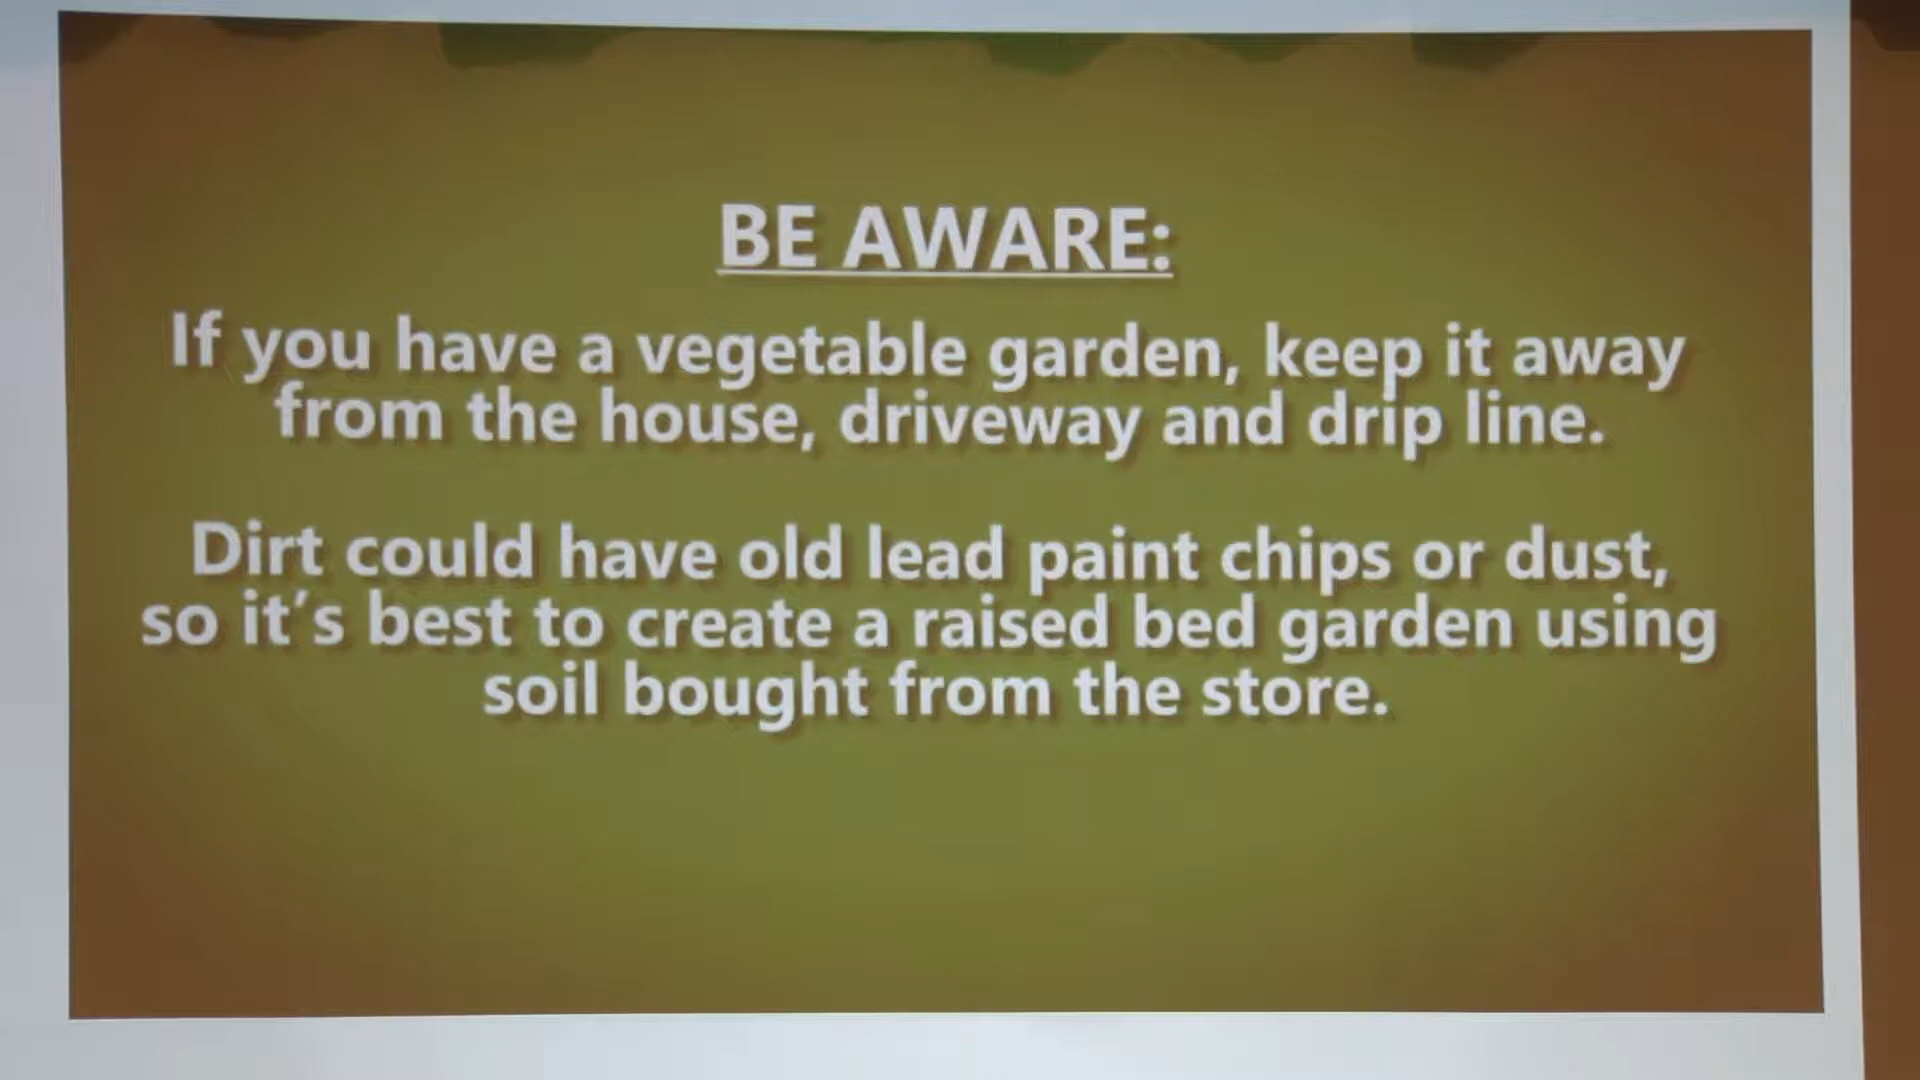 BE AWARE:
If you have a vegetable garden, keep it away
from the house, driveway and drip line.
Dirt could have old lead paint chips or dust,
so it’s best to create a raised bed garden using
soil bought from the store.